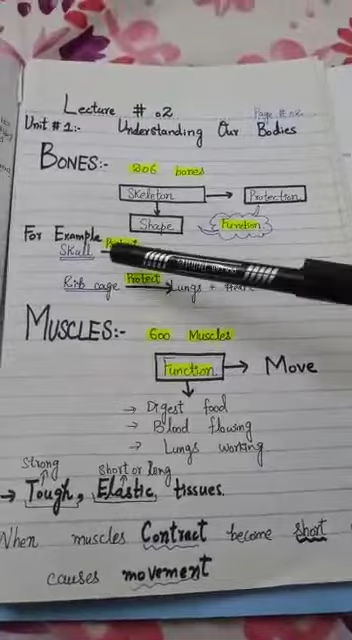 Lecture # 02
Page # 02
Unit # 1:- Understanding Our Bodies
BONES:- 206 bones
Skeleton → Protection
Shape Function
For Example
Skull
Rib cage Protect → Lungs +
MUSCLES:- 600 Muscles
Function → Move
→ Digest food
→ Blood flowing
→ Lungs working
Strong short or long
→ Tough, Elastic, tissues.
When muscles Contract become short
causes movement